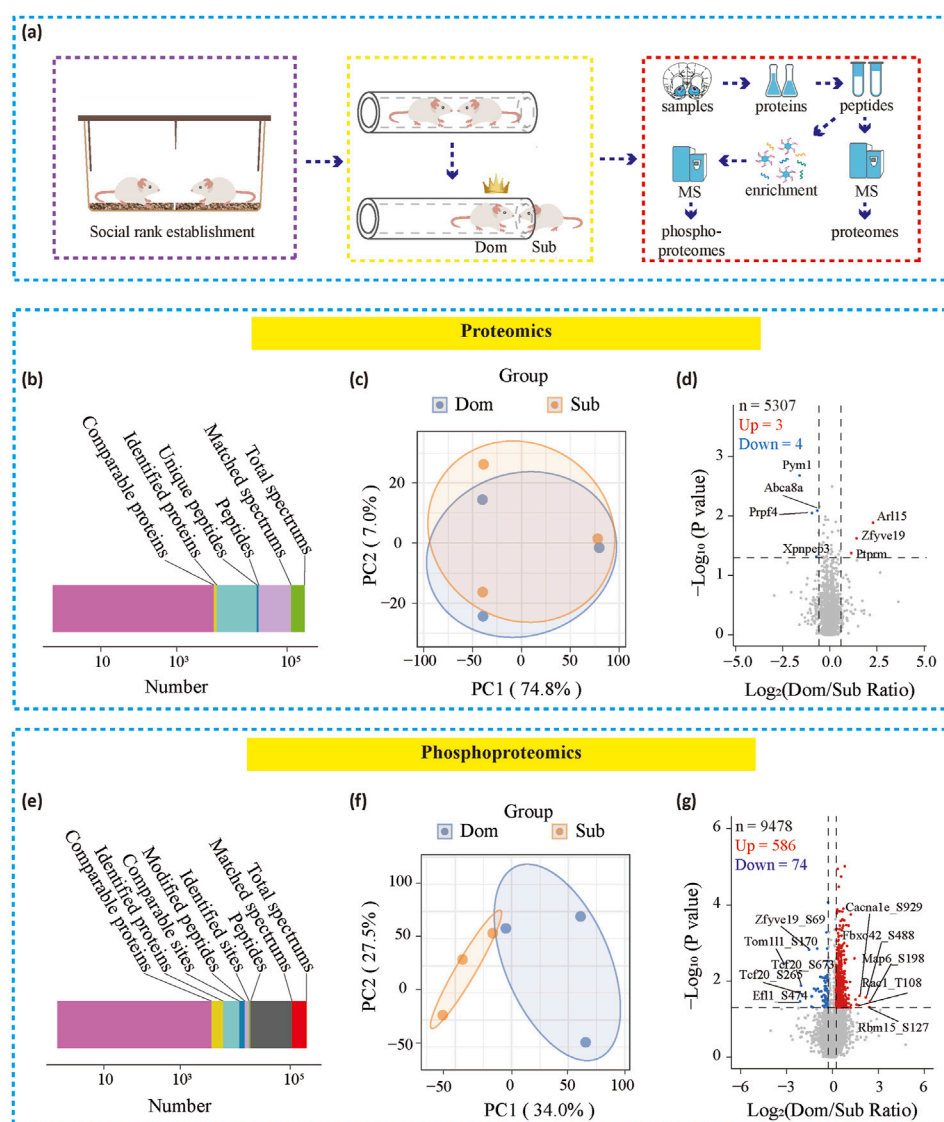 (a)
samples
proteins
peptides
MS
enrichment
MS
phospho-
proteomes
proteomes
Social rank establishment
Dom
Sub
Proteomics
(b)
Comparable proteins
Identified proteins
Unique peptides
Peptides
Matched spectrums
Total spectrums
10
10³
10⁵
Number
(c)
Group
Dom
Sub
PC2 ( 7.0%)
20
0
−20
−100
−50
0
50
100
PC1 ( 74.8%)
(d)
n = 5307
Up = 3
Down = 4
Pym1
Abca8a
Prpf4
Arl15
Zfyve19
Xpnpep3
Ptprm
−Log₁₀ (P value)
3
2
1
0
−5.0
−2.5
0.0
2.5
5.0
Log₂(Dom/Sub Ratio)
Phosphoproteomics
(e)
Comparable proteins
Identified proteins
Comparable sites
Modified peptides
Identified sites
Peptides
Matched spectrums
Total spectrums
10
10³
10⁵
Number
(f)
Group
Dom
Sub
PC2 ( 27.5%)
100
50
0
−50
−50
0
50
100
PC1 ( 34.0%)
(g)
n = 9478
Up = 586
Down = 74
Cacna1e_S929
Zfyve19_S69
Fbxo42_S488
Tom1l1_S170
Tcf20_S673
Map6_S198
Tcf20_S265
Rac1_T108
Efl1_S474
Rbm15_S127
−Log₁₀ (P value)
6
4
2
0
−6
−3
0
3
6
Log₂(Dom/Sub Ratio)